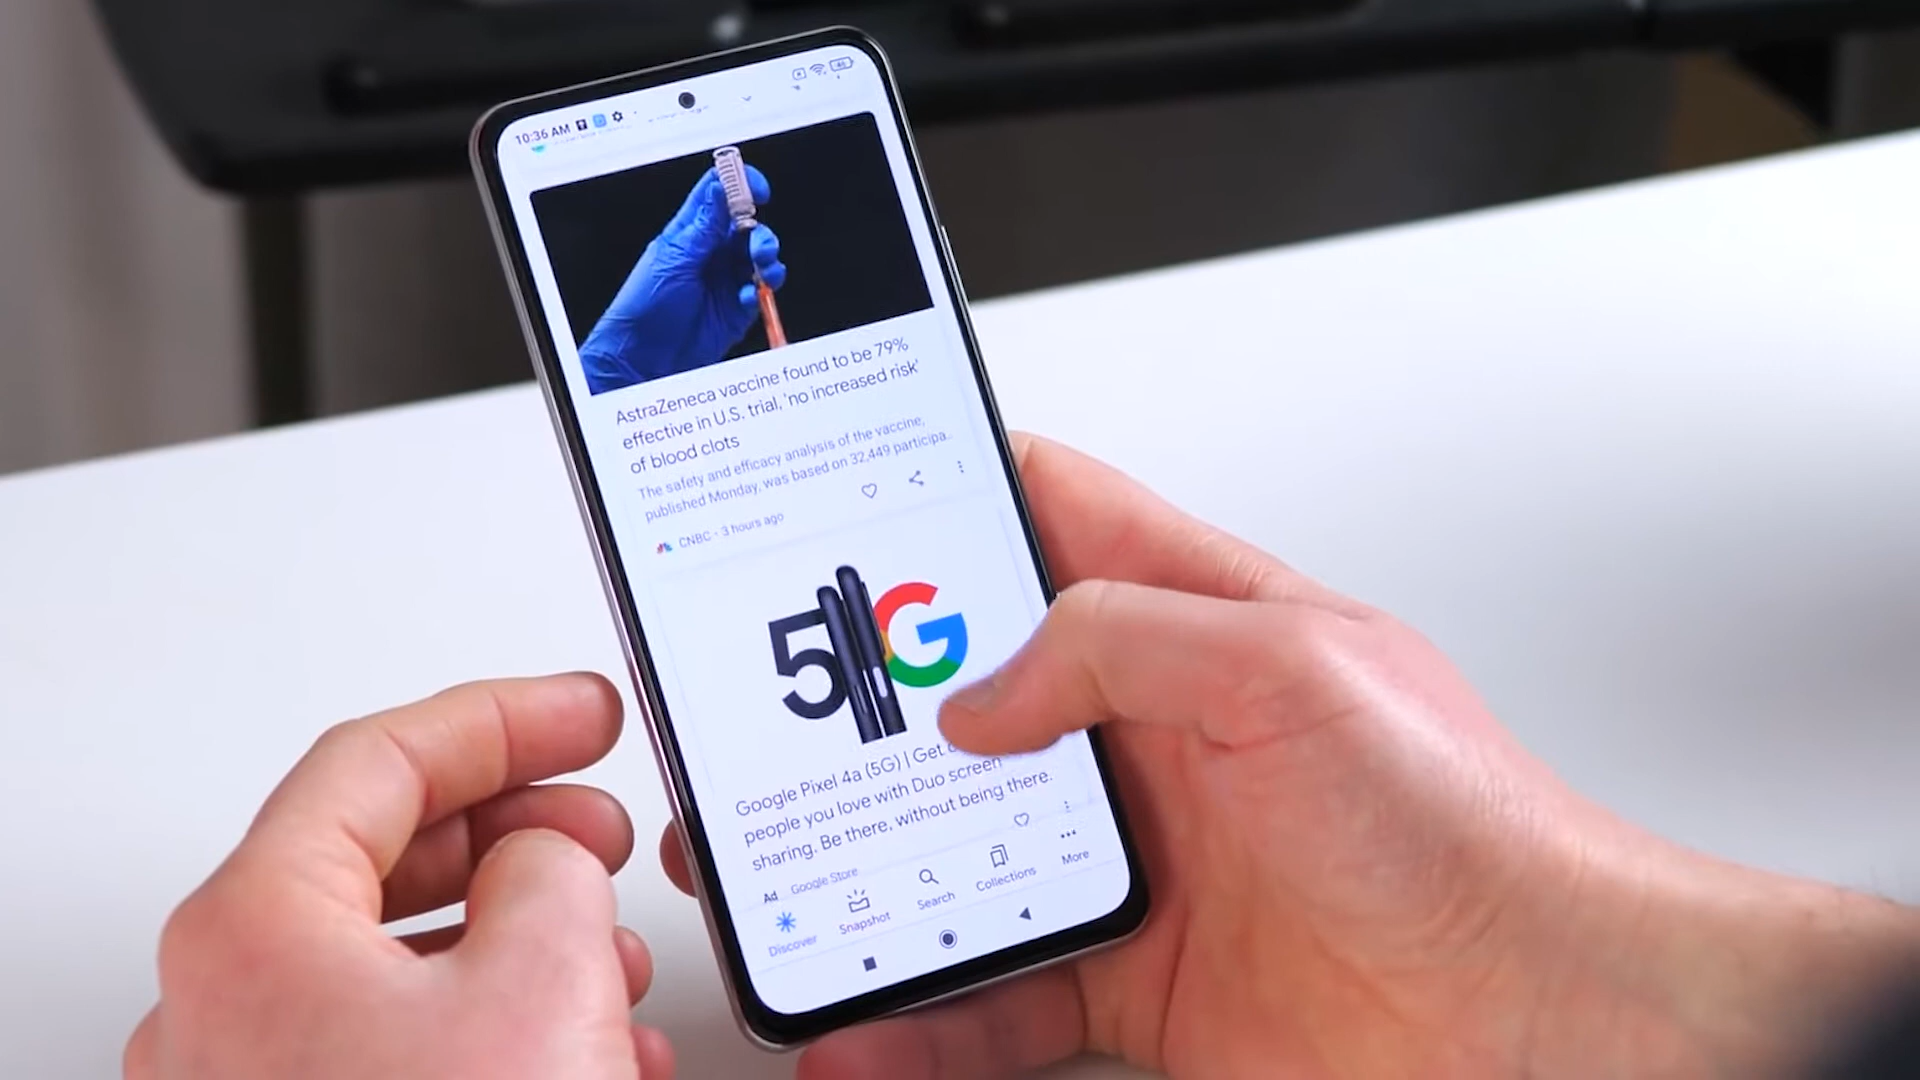 10:36 AM
46
AstraZeneca vaccine found to be 79%
effective in U.S. trial, 'no increased risk'
of blood clots
The safety and efficacy analysis of the vaccine,
published Monday, was based on 32,449 participa...
CNBC · 3 hours ago
5G
Google Pixel 4a (5G) | Get
people you love with Duo screen
sharing. Be there, without being there.
Ad Google Store
Discover Snapshot Search Collections More